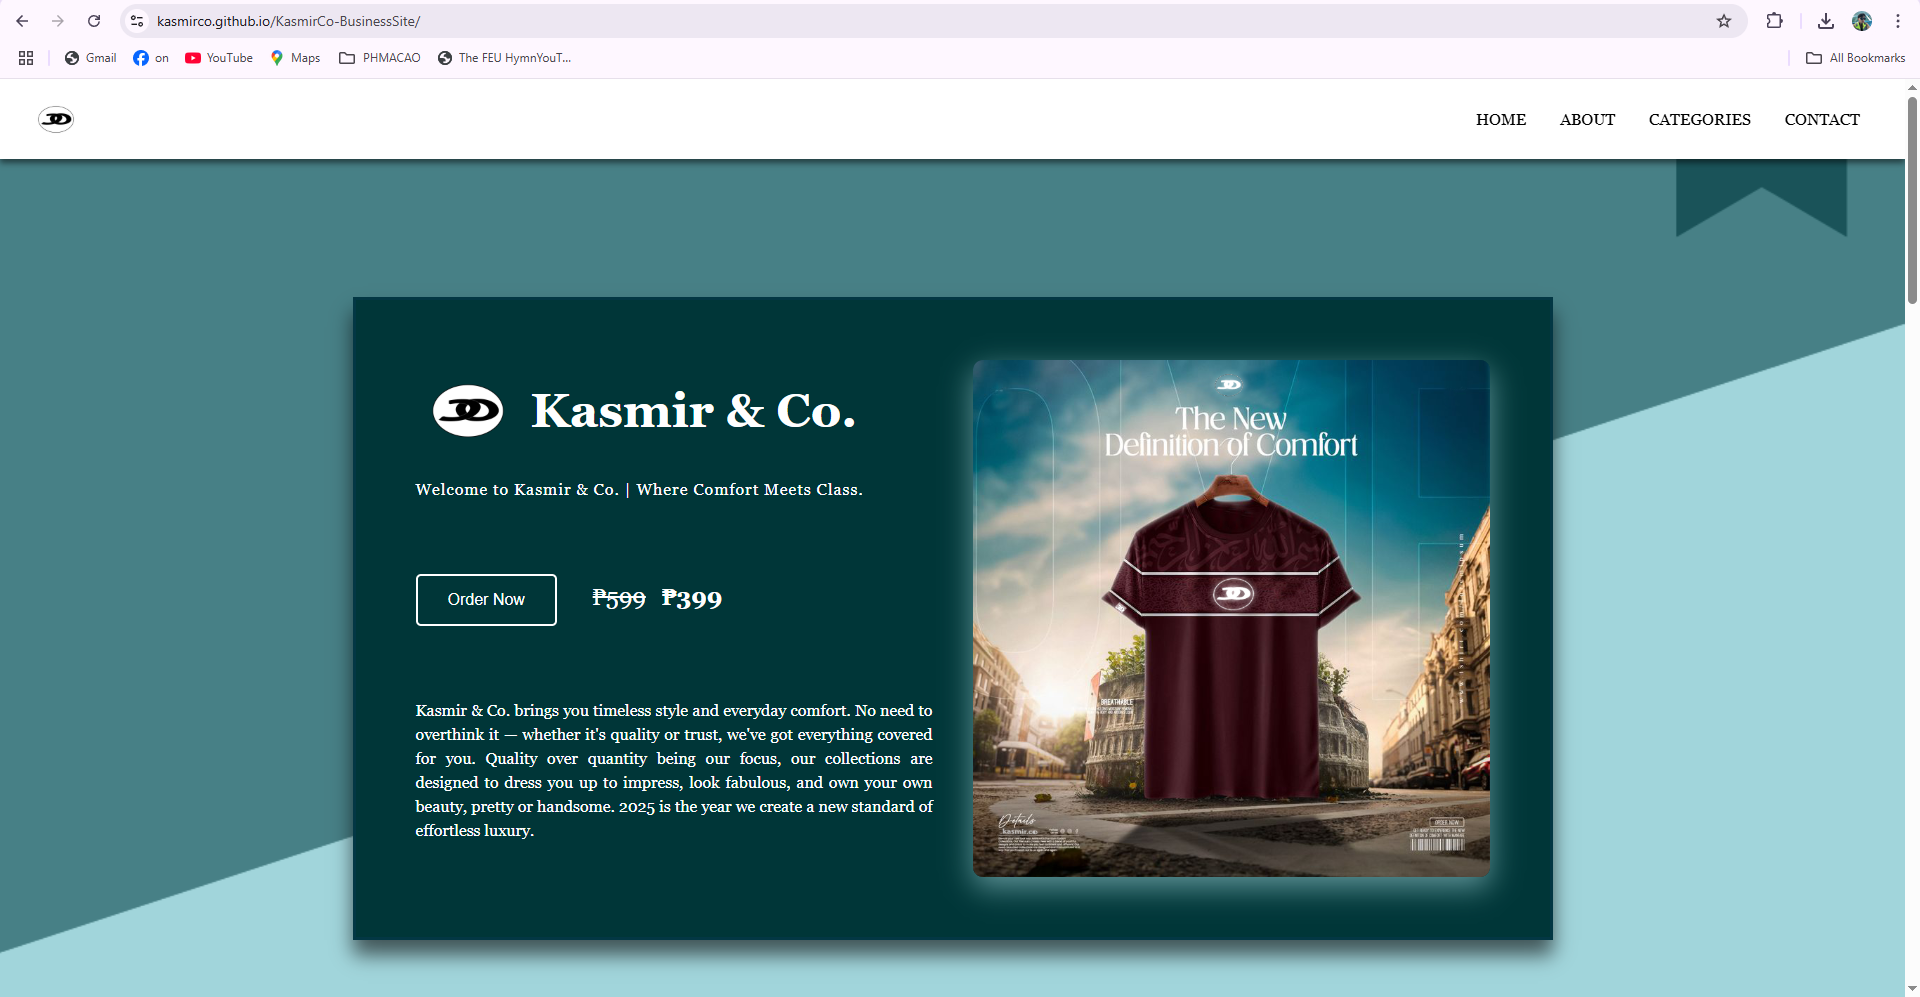 kasmirco.github.io/KasmirCo-BusinessSite/
Gmail
on
YouTube
Maps
PHMACAO
The FEU HymnYouT...
All Bookmarks
HOME
ABOUT
CATEGORIES
CONTACT
Kasmir & Co.
Welcome to Kasmir & Co. | Where Comfort Meets Class.
Order Now
₱599 ₱399
Kasmir & Co. brings you timeless style and everyday comfort. No need to
overthink it — whether it's quality or trust, we've got everything covered
for you. Quality over quantity being our focus, our collections are
designed to dress you up to impress, look fabulous, and own your own
beauty, pretty or handsome. 2025 is the year we create a new standard of
effortless luxury.
The New
Definition of Comfort
BREATHABLE
Details
kasmir.co
ORDER NOW